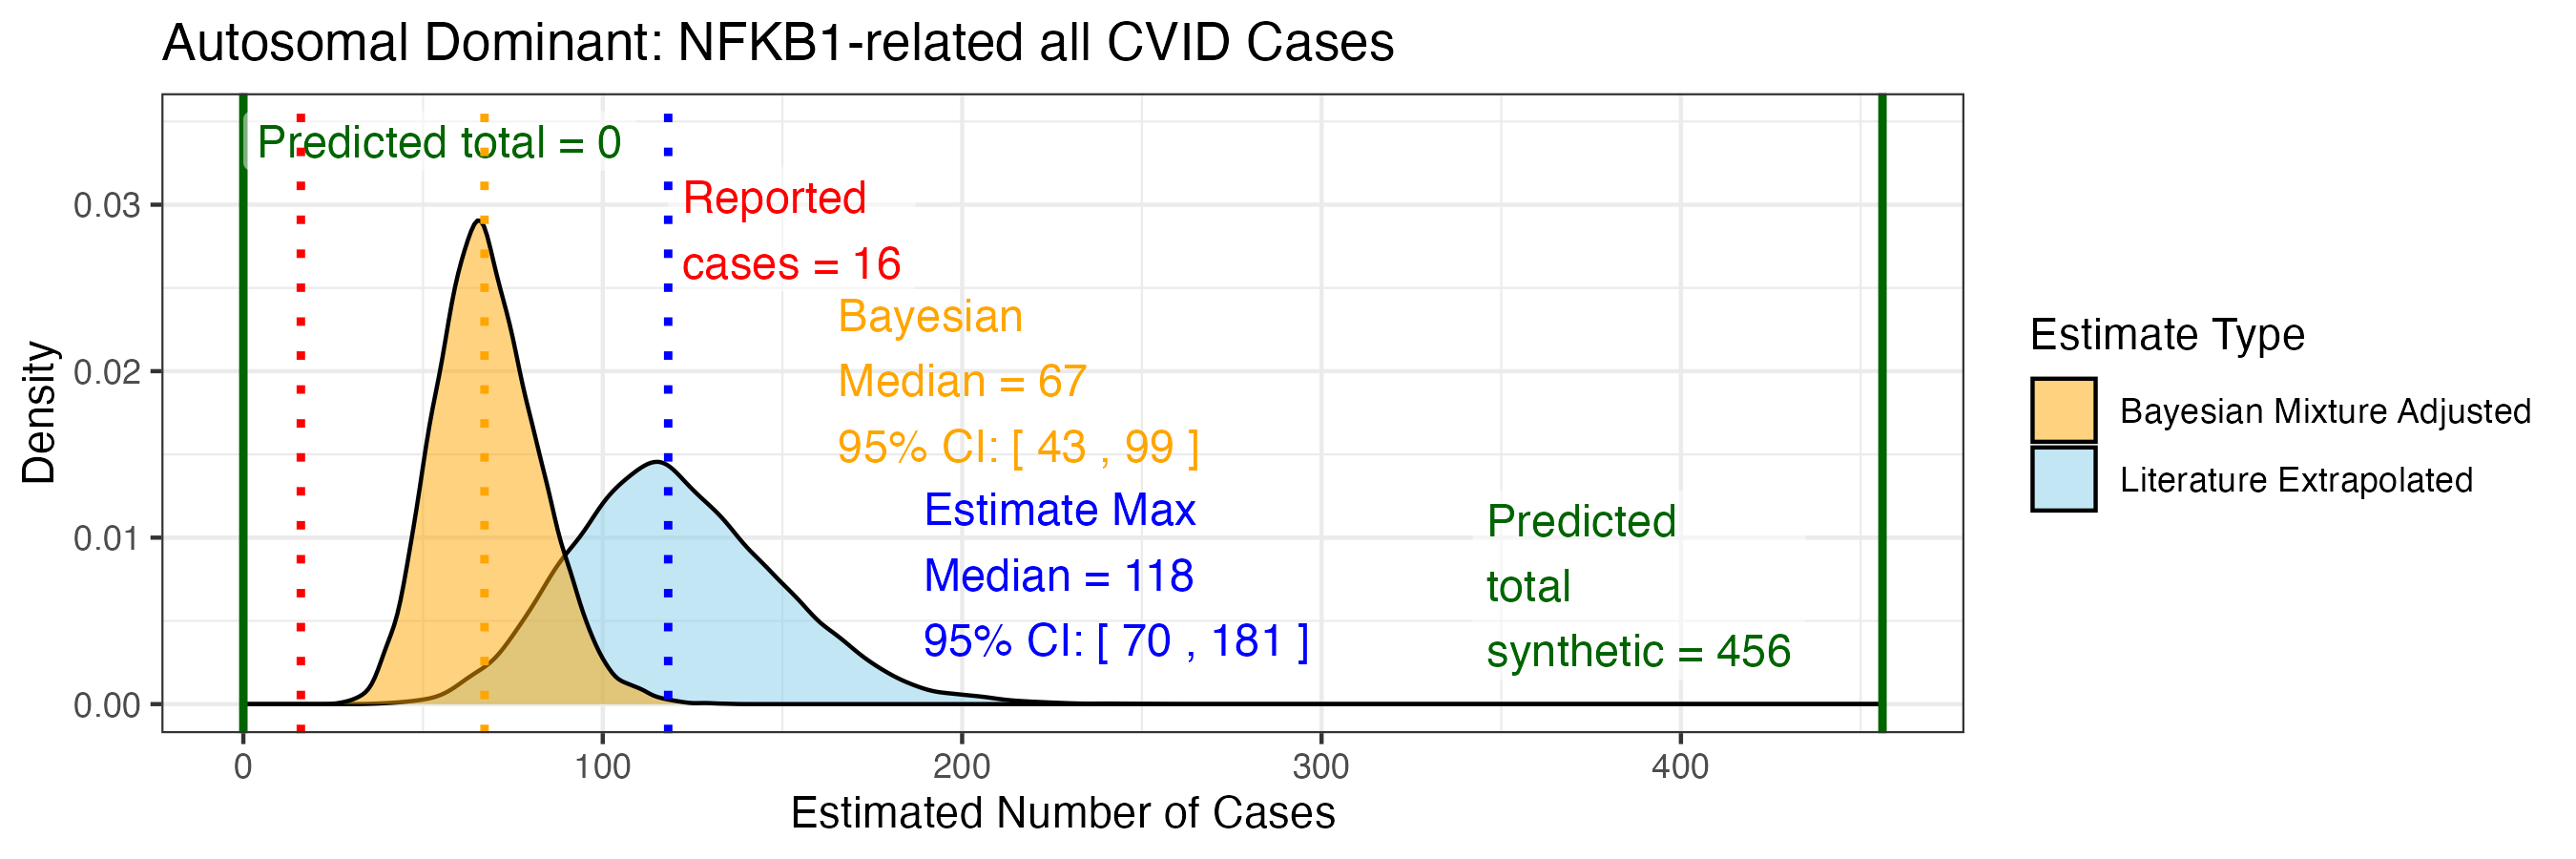 Autosomal Dominant: NFKB1-related all CVID Cases
Predicted total = 0
Reported
cases = 16
Bayesian
Median = 67
95% CI: [ 43 , 99 ]
Estimate Max
Median = 118
95% CI: [ 70 , 181 ]
Predicted
total
synthetic = 456
Density
0.03
0.02
0.01
0.00
0
100
200
300
400
Estimated Number of Cases
Estimate Type
Bayesian Mixture Adjusted
Literature Extrapolated